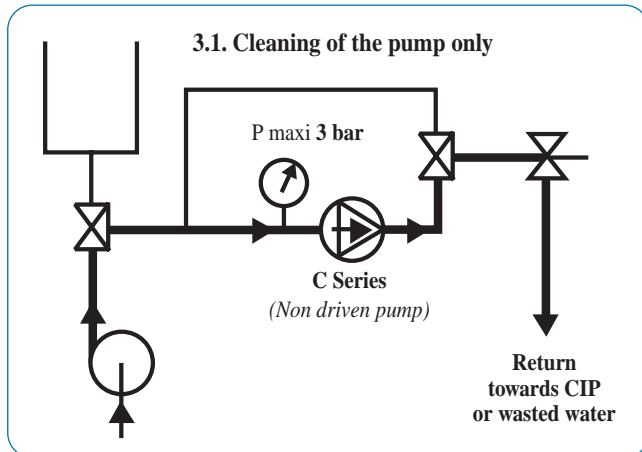 3.1. Cleaning of the pump only
P maxi 3 bar
C Series
(Non driven pump)
Return
towards CIP
or wasted water